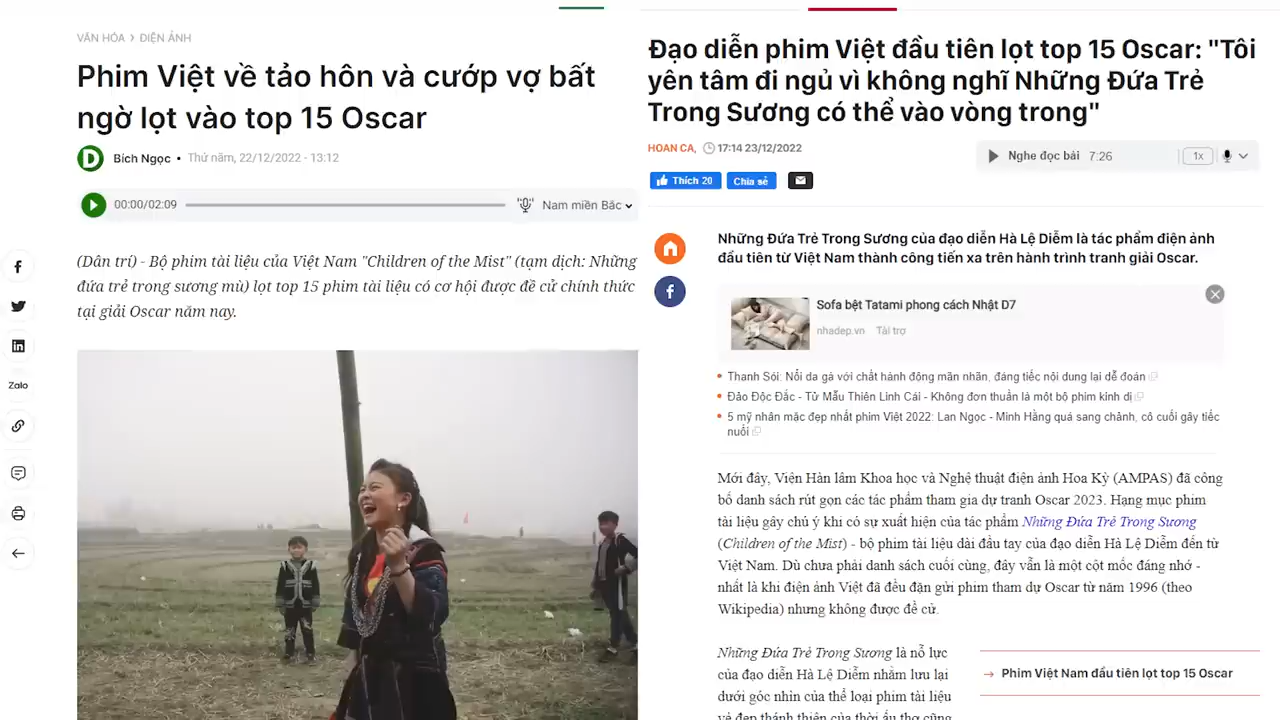 VĂN HÓA › ĐIỆN ẢNH
Phim Việt về tảo hôn và cướp vợ bất
ngờ lọt vào top 15 Oscar
Bích Ngọc • Thứ năm, 22/12/2022 - 13:12
00:00/02:09
Nam miền Bắc
(Dân trí) - Bộ phim tài liệu của Việt Nam "Children of the Mist" (tạm dịch: Những
đứa trẻ trong sương mù) lọt top 15 phim tài liệu có cơ hội được đề cử chính thức
tại giải Oscar năm nay.
Zalo
Đạo diễn phim Việt đầu tiên lọt top 15 Oscar: "Tôi
yên tâm đi ngủ vì không nghĩ Những Đứa Trẻ
Trong Sương có thể vào vòng trong"
HOAN CA, 17:14 23/12/2022
Nghe đọc bài 7:26
1x
Thích 20
Chia sẻ
Những Đứa Trẻ Trong Sương của đạo diễn Hà Lệ Diễm là tác phẩm điện ảnh
đầu tiên từ Việt Nam thành công tiến xa trên hành trình tranh giải Oscar.
Sofa bệt Tatami phong cách Nhật D7
nhadep.vn Tài trợ
Thanh Sói: Nổi da gà với chất hành động mãn nhãn, đáng tiếc nội dung lại dễ đoán
Đảo Độc Đắc - Tử Mẫu Thiên Linh Cái - Không đơn thuần là một bộ phim kinh dị
5 mỹ nhân mặc đẹp nhất phim Việt 2022: Lan Ngọc - Minh Hằng quá sang chảnh, cô cuối gây tiếc
nuối
Mới đây, Viện Hàn lâm Khoa học và Nghệ thuật điện ảnh Hoa Kỳ (AMPAS) đã công
bố danh sách rút gọn các tác phẩm tham gia dự tranh Oscar 2023. Hạng mục phim
tài liệu gây chú ý khi có sự xuất hiện của tác phẩm Những Đứa Trẻ Trong Sương
(Children of the Mist) - bộ phim tài liệu dài đầu tay của đạo diễn Hà Lệ Diễm đến từ
Việt Nam. Dù chưa phải danh sách cuối cùng, đây vẫn là một cột mốc đáng nhớ -
nhất là khi điện ảnh Việt đã đều đặn gửi phim tham dự Oscar từ năm 1996 (theo
Wikipedia) nhưng không được đề cử.
Những Đứa Trẻ Trong Sương là nỗ lực
của đạo diễn Hà Lệ Diễm nhằm lưu lại
dưới góc nhìn của thể loại phim tài liệu
vẻ đẹp thánh thiện của thời ấu thơ cũng
→ Phim Việt Nam đầu tiên lọt top 15 Oscar